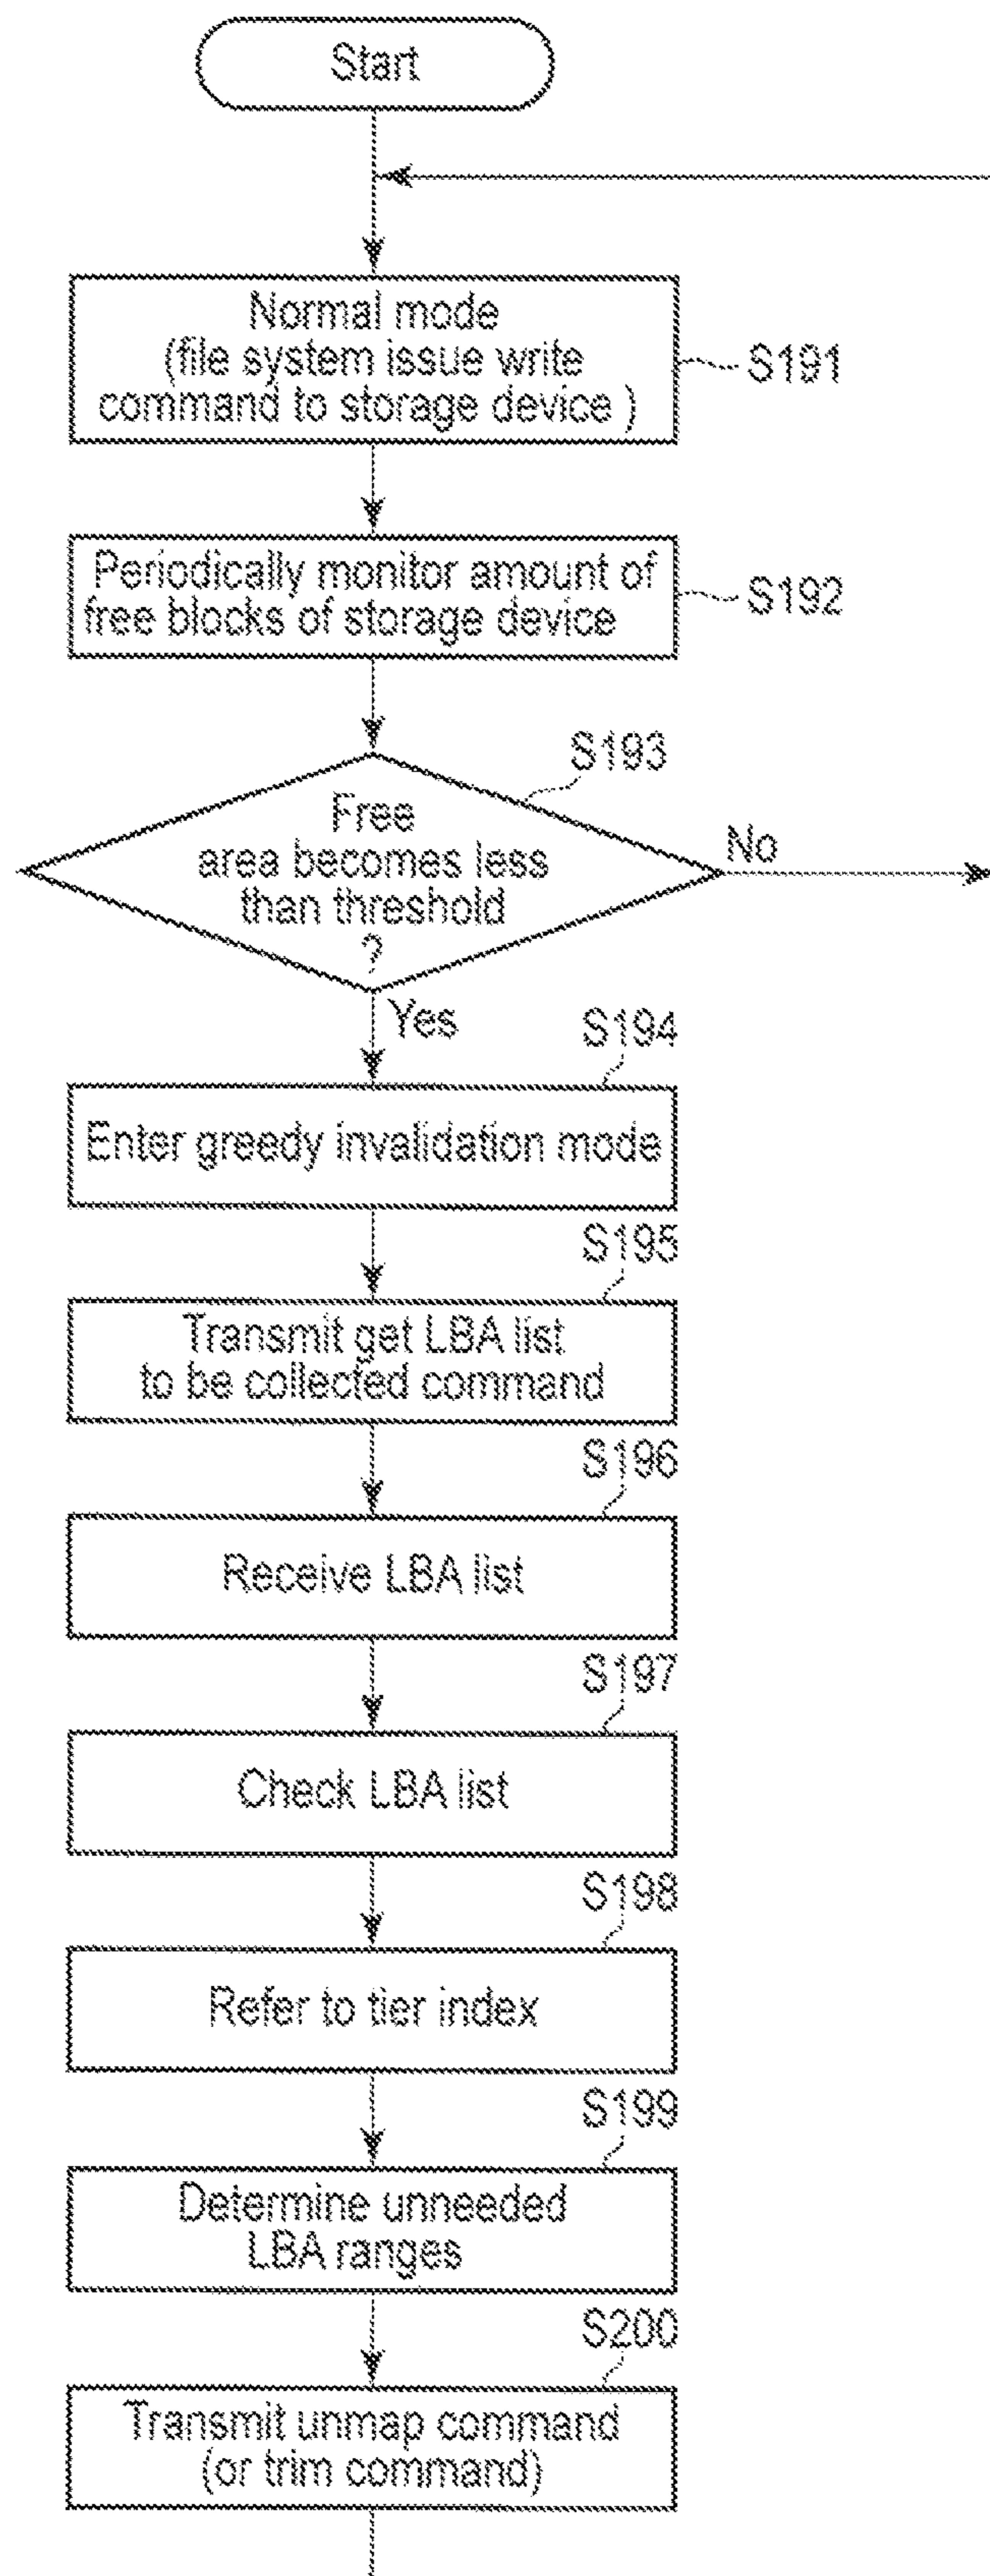 Start
Normal mode
(file system issue write
command to storage device )
S191
Periodically monitor amount of
free blocks of storage device
S192
S193
Free
area becomes less
than threshold
?
No
Yes
S194
Enter greedy invalidation mode
S195
Transmit get LBA list
to be collected command
S196
Receive LBA list
S197
Check LBA list
S198
Refer to tier index
S199
Determine unneeded
LBA ranges
S200
Transmit unmap command
(or trim command)